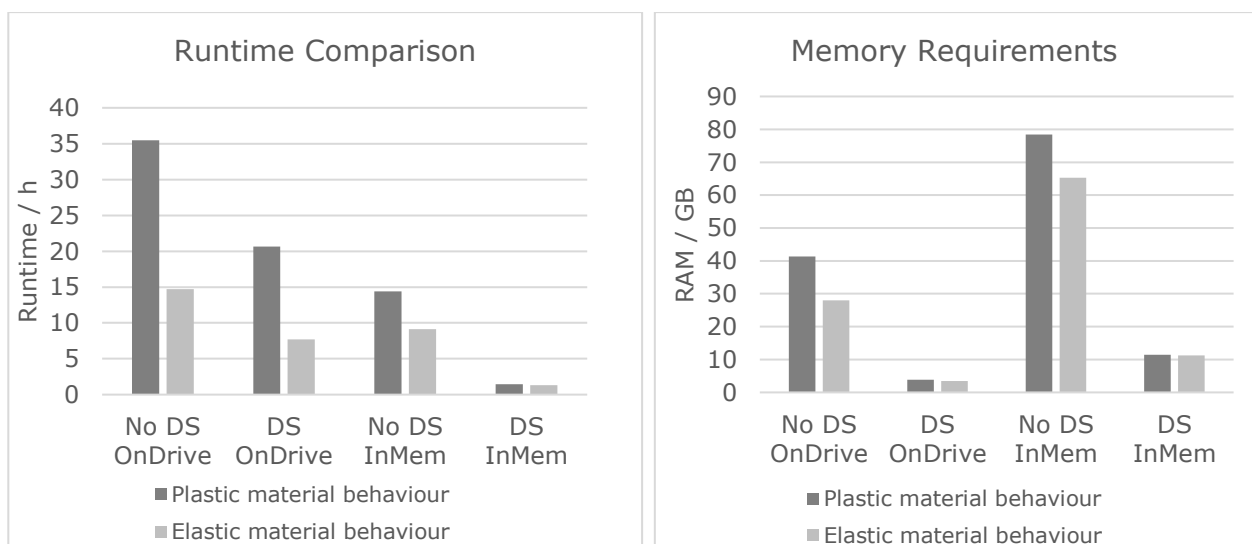 Runtime Comparison
Runtime / h
40
35
30
25
20
15
10
5
0
No DS
OnDrive
DS
OnDrive
No DS
InMem
DS
InMem
Plastic material behaviour
Elastic material behaviour
Memory Requirements
RAM / GB
90
80
70
60
50
40
30
20
10
0
No DS
OnDrive
DS
OnDrive
No DS
InMem
DS
InMem
Plastic material behaviour
Elastic material behaviour